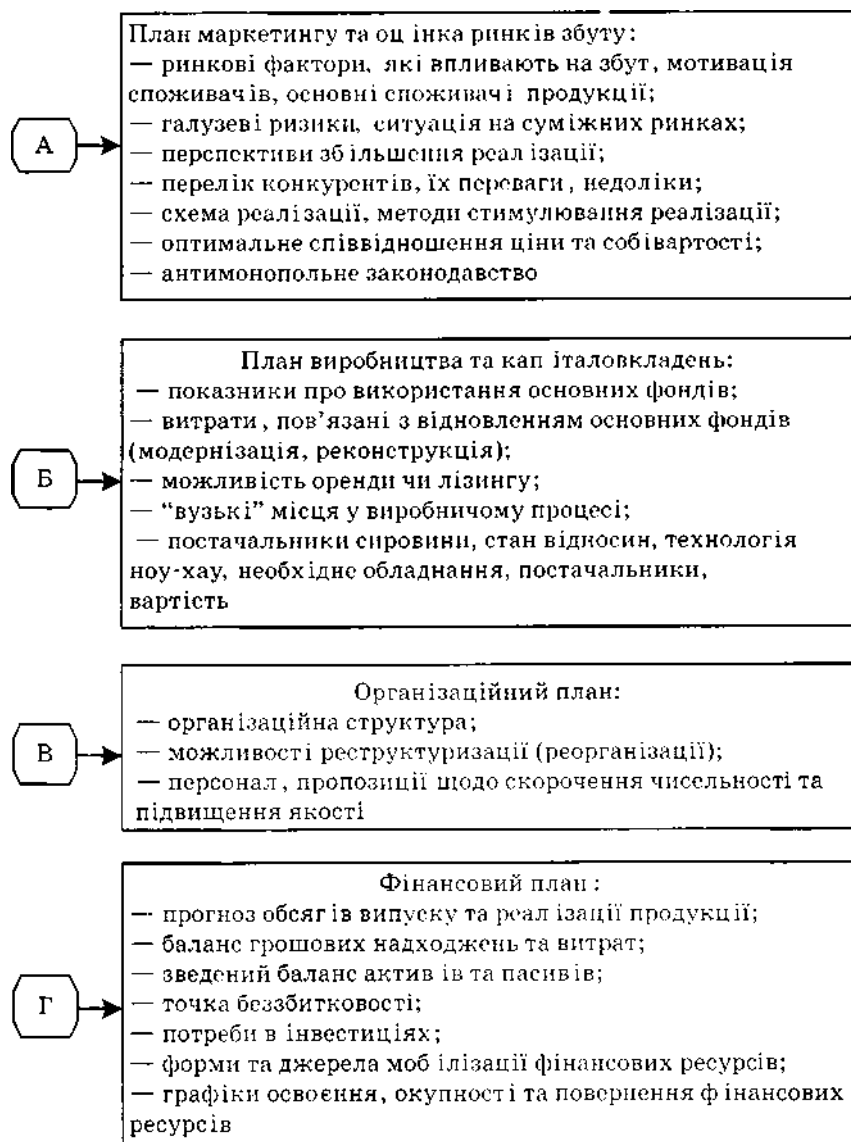 План маркетингу та оцінка ринків збуту:
— ринкові фактори, які впливають на збут, мотивація
споживачів, основні споживачі продукції;
А
— галузеві ризики, ситуація на суміжних ринках;
— перспективи збільшення реалізації;
— перелік конкурентів, їх переваги, недоліки;
— схема реалізації, методи стимулювання реалізації;
— оптимальне співвідношення ціни та собівартості;
— антимонопольне законодавство
План виробництва та капіталовкладень:
— показники про використання основних фондів;
— витрати, пов’язані з відновленням основних фондів
(модернізація, реконструкція);
Б
— можливість оренди чи лізингу;
— “вузькі” місця у виробничому процесі;
— постачальники сировини, стан відносин, технологія
ноу-хау, необхідне обладнання, постачальники,
вартість
Організаційний план:
— організаційна структура;
В
— можливості реструктуризації (реорганізації);
— персонал, пропозиції щодо скорочення чисельності та
підвищення якості
Фінансовий план:
— прогноз обсягів випуску та реалізації продукції;
— баланс грошових надходжень та витрат;
— зведений баланс активів та пасивів;
Г
— точка беззбитковості;
— потреби в інвестиціях;
— форми та джерела мобілізації фінансових ресурсів;
— графіки освоєння, окупності та повернення фінансових
ресурсів